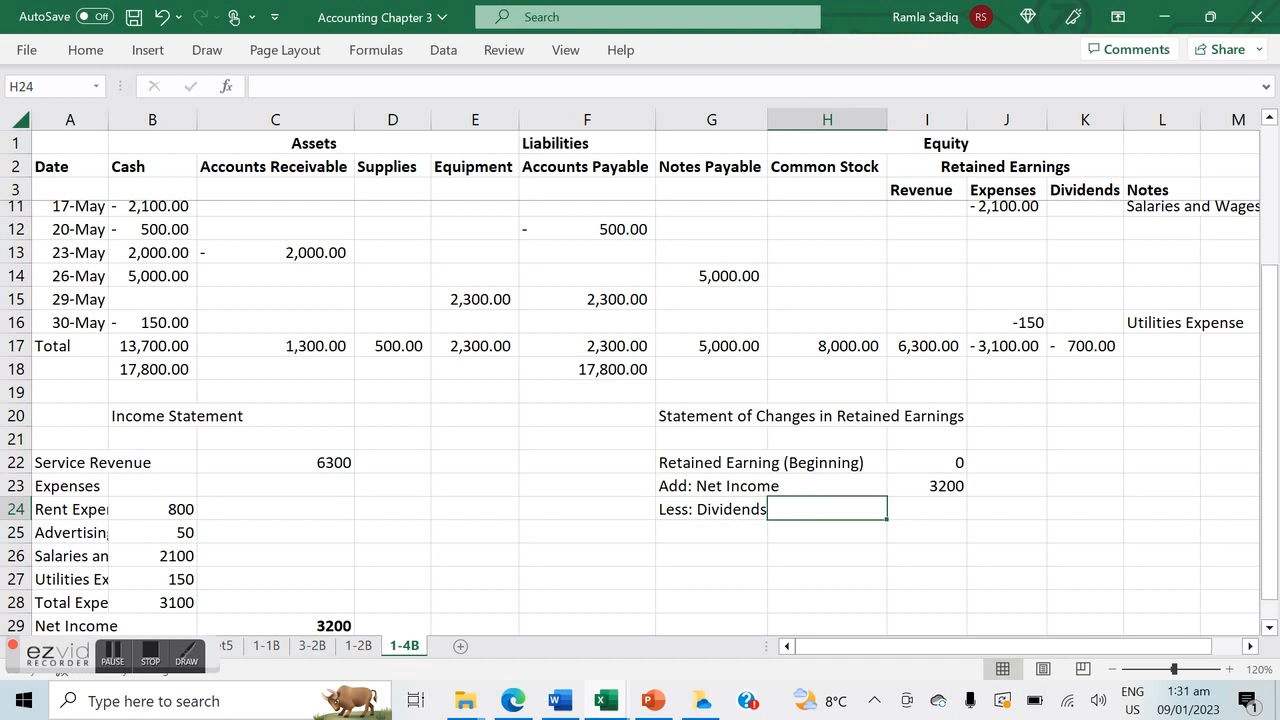 AutoSave Off Accounting Chapter 3 Search Ramla Sadiq RS
File Home Insert Draw Page Layout Formulas Data Review View Help Comments Share
H24 fx
A B C D E F G H I J K L M
1 Assets Liabilities Equity
2 Date Cash Accounts Receivable Supplies Equipment Accounts Payable Notes Payable Common Stock Retained Earnings
3 Revenue Expenses Dividends Notes
11 17-May - 2,100.00 - 2,100.00 Salaries and Wages
12 20-May - 500.00 - 500.00
13 23-May 2,000.00 - 2,000.00
14 26-May 5,000.00 5,000.00
15 29-May 2,300.00 2,300.00
16 30-May - 150.00 -150 Utilities Expense
17 Total 13,700.00 1,300.00 500.00 2,300.00 2,300.00 5,000.00 8,000.00 6,300.00 - 3,100.00 - 700.00
18 17,800.00 17,800.00
19
20 Income Statement Statement of Changes in Retained Earnings
21
22 Service Revenue 6300 Retained Earning (Beginning) 0
23 Expenses Add: Net Income 3200
24 Rent Exper 800 Less: Dividends
25 Advertising 50
26 Salaries an 2100
27 Utilities Ex 150
28 Total Expe 3100
29 Net Income 3200
t5 1-1B 3-2B 1-2B 1-4B
ezvid RECORDER PAUSE STOP DRAW
120%
Type here to search 8°C ENG US 1:31 am 09/01/2023 1